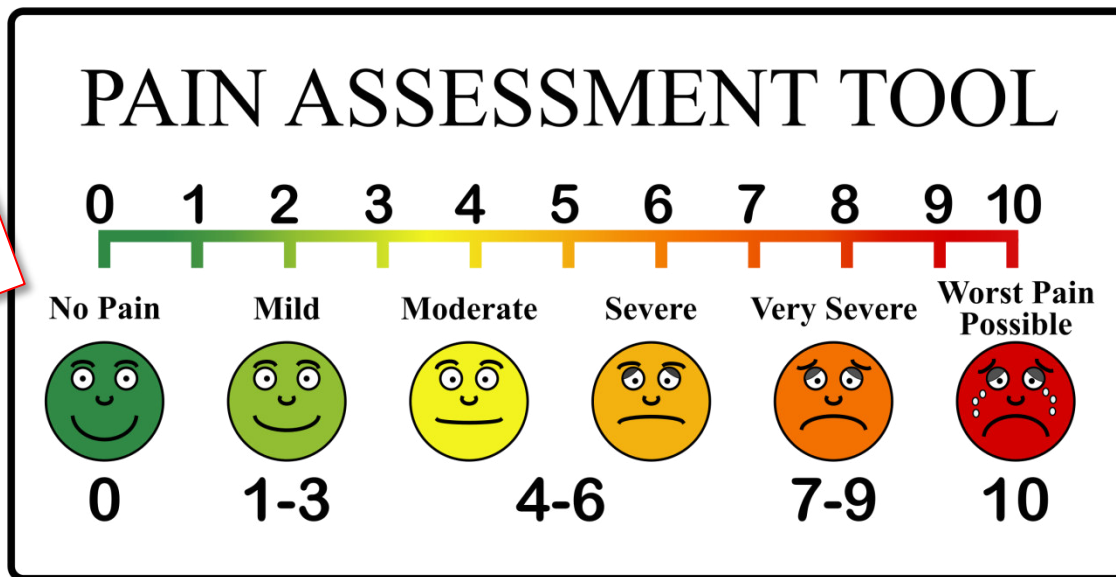 PAIN ASSESSMENT TOOL
0 1 2 3 4 5 6 7 8 9 10
No Pain Mild Moderate Severe Very Severe Worst Pain
Possible
0 1-3 4-6 7-9 10